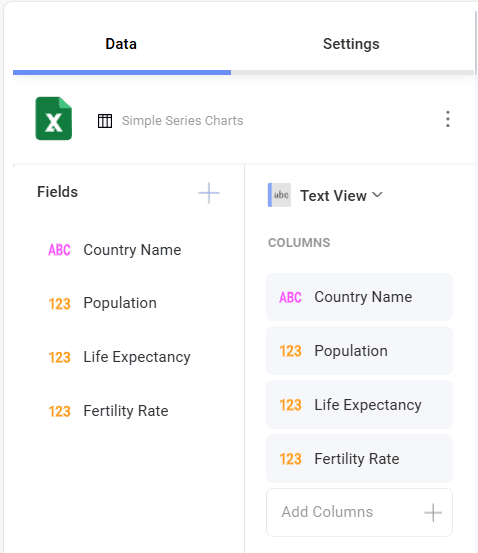 Data
Settings
X
Simple Series Charts
Fields
ABC Country Name
123 Population
123 Life Expectancy
123 Fertility Rate
abc Text View
COLUMNS
ABC Country Name
123 Population
123 Life Expectancy
123 Fertility Rate
Add Columns